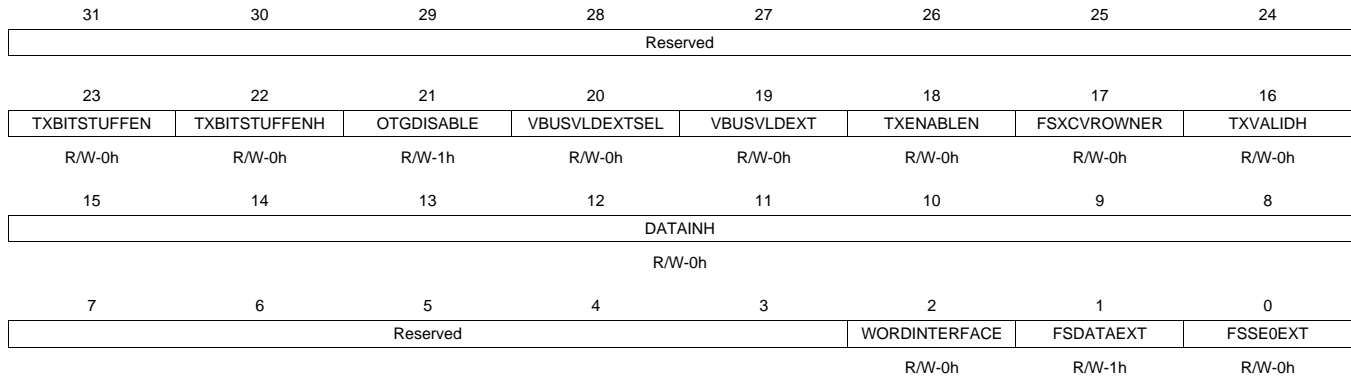 31 30 29 28 27 26 25 24
Reserved
23 22 21 20 19 18 17 16
TXBITSTUFFEN TXBITSTUFFENH OTGDISABLE VBUSVLDEXTSEL VBUSVLDEXT TXENABLEN FSXCVROWNER TXVALIDH
R/W-0h R/W-0h R/W-1h R/W-0h R/W-0h R/W-0h R/W-0h R/W-0h
15 14 13 12 11 10 9 8
DATAINH
R/W-0h
7 6 5 4 3 2 1 0
Reserved WORDINTERFACE FSDATAEXT FSSE0EXT
R/W-0h R/W-1h R/W-0h